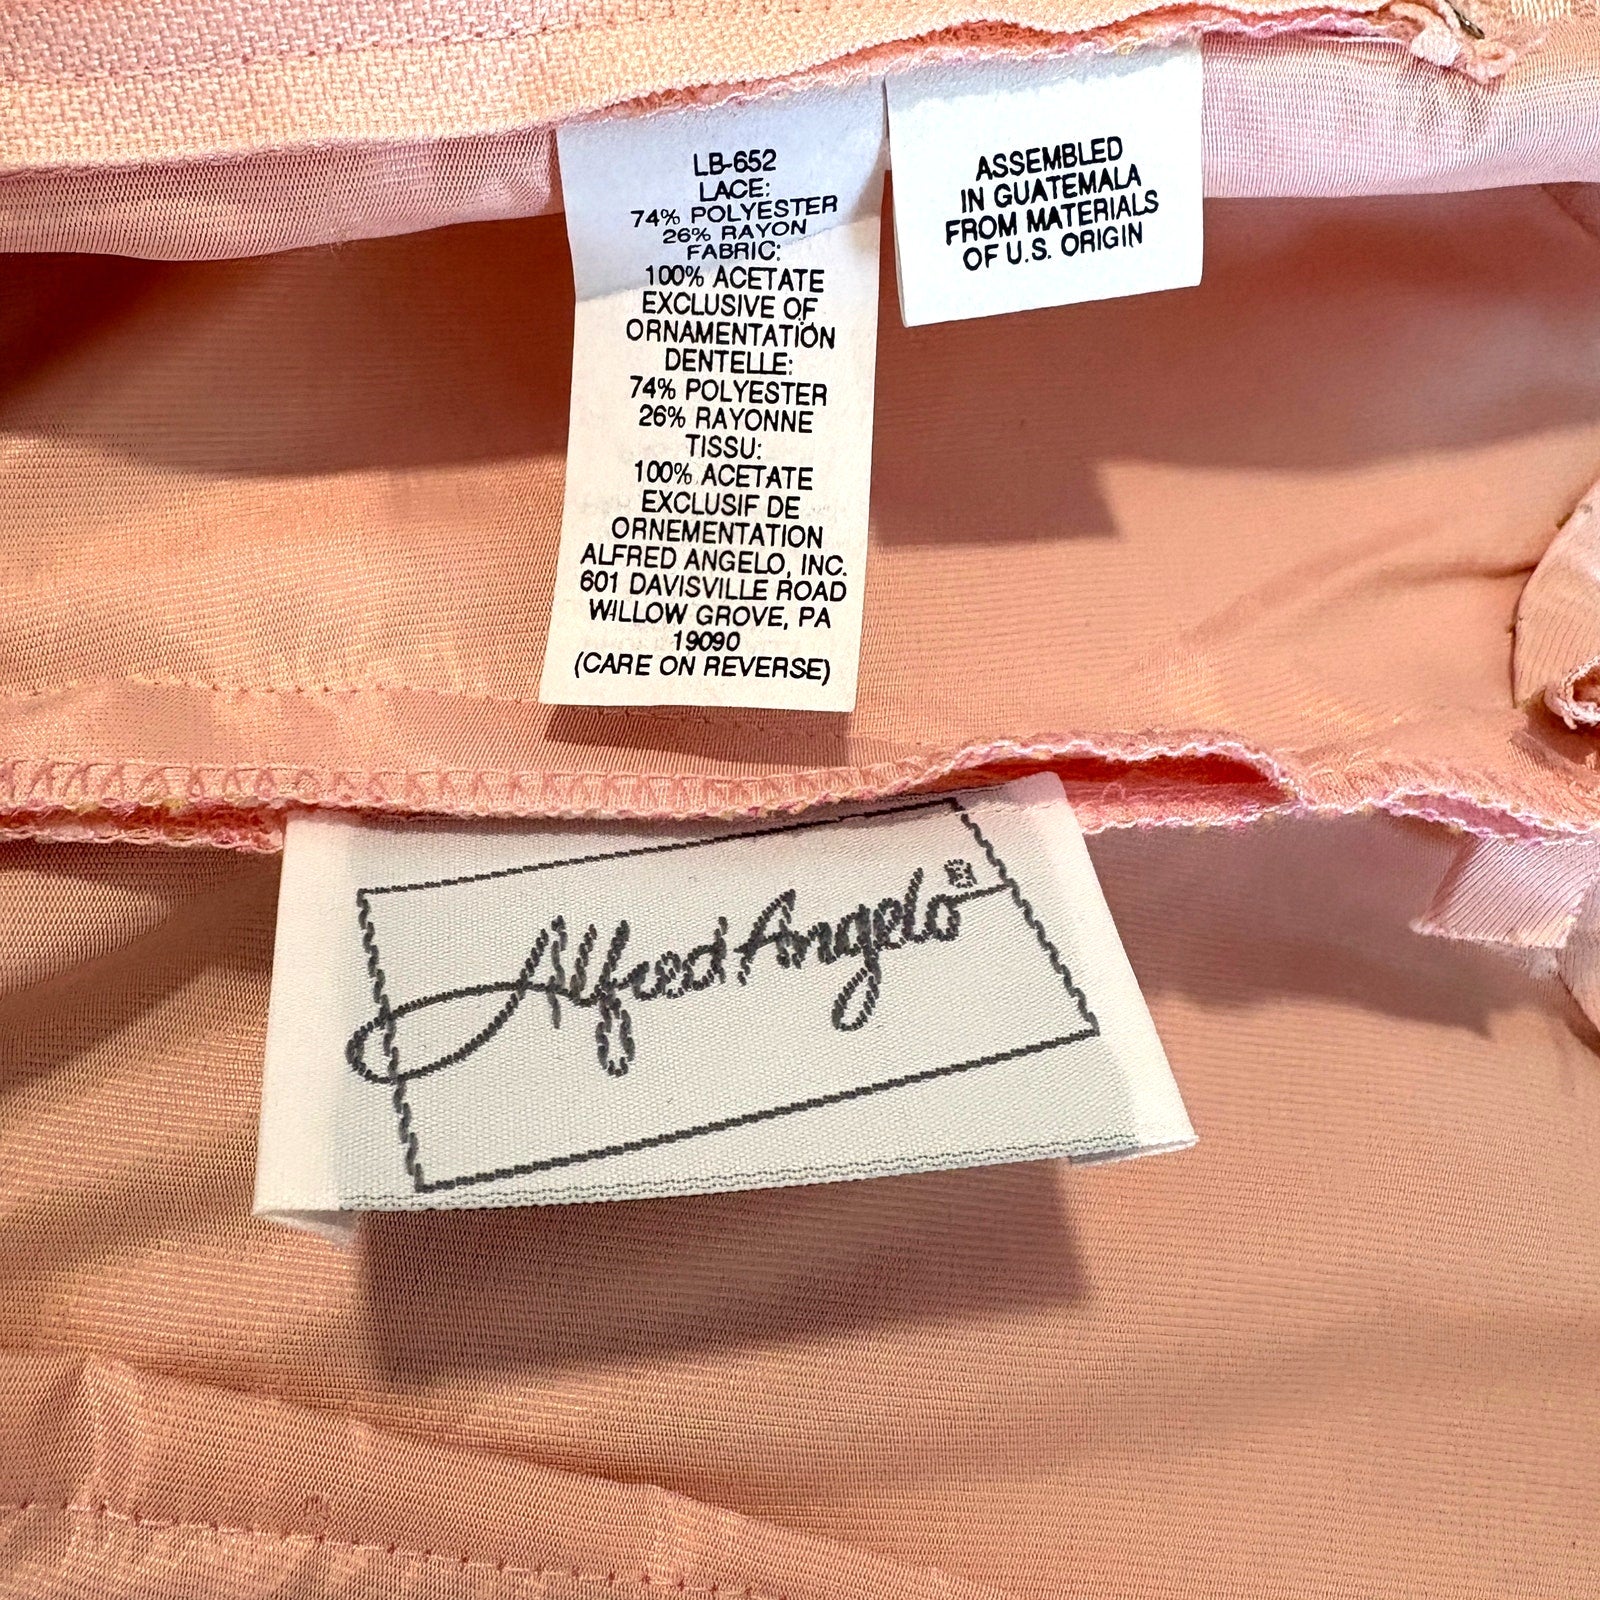 LB-652
LACE:
74% POLYESTER
26% RAYON
FABRIC:
100% ACETATE
EXCLUSIVE OF
ORNAMENTATION
DENTELLE:
74% POLYESTER
26% RAYONNE
TISSU:
100% ACETATE
EXCLUSIF DE
ORNEMENTATION
ALFRED ANGELO, INC.
601 DAVISVILLE ROAD
WILLOW GROVE, PA
19090
(CARE ON REVERSE)
ASSEMBLED
IN GUATEMALA
FROM MATERIALS
OF U.S. ORIGIN
Alfred Angelo®